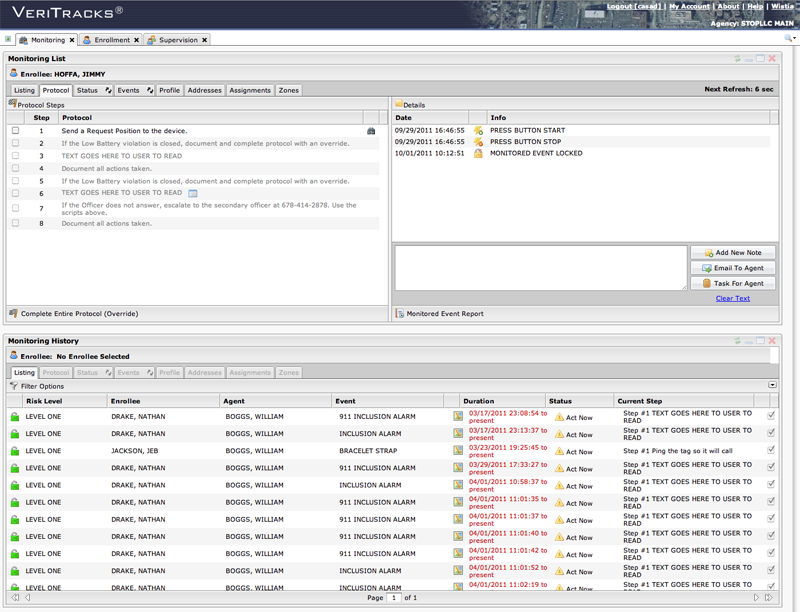 VERITRACKS®
Logout [casad] | My Account | About | Help | Wistia
Agency: STOPLLC MAIN
Monitoring
Enrollment
Supervision
Monitoring List
Enrollee: HOFFA, JIMMY
Listing Protocol Status Events Profile Addresses Assignments Zones
Next Refresh: 6 sec
Protocol Steps
Step Protocol
1 Send a Request Position to the device.
2 If the Low Battery violation is closed, document and complete protocol with an override.
3 TEXT GOES HERE TO USER TO READ
4 Document all actions taken.
5 If the Low Battery violation is closed, document and complete protocol with an override.
6 TEXT GOES HERE TO USER TO READ
7 If the Officer does not answer, escalate to the secondary officer at 678-414-2878. Use the
scripts above.
8 Document all actions taken.
Complete Entire Protocol (Override)
Details
Date Info
09/29/2011 16:46:55 PRESS BUTTON START
09/29/2011 16:46:55 PRESS BUTTON STOP
10/01/2011 10:12:51 MONITORED EVENT LOCKED
Add New Note
Email To Agent
Task For Agent
Clear Text
Monitored Event Report
Monitoring History
Enrollee: No Enrollee Selected
Listing Protocol Status Events Profile Addresses Assignments Zones
Filter Options
Risk Level Enrollee Agent Event Duration Status Current Step
LEVEL ONE DRAKE, NATHAN BOGGS, WILLIAM 911 INCLUSION ALARM 03/17/2011 23:08:54 to present Act Now Step #1 TEXT GOES HERE TO USER TO READ
LEVEL ONE DRAKE, NATHAN BOGGS, WILLIAM INCLUSION ALARM 03/17/2011 23:13:37 to present Act Now Step #1 TEXT GOES HERE TO USER TO READ
LEVEL ONE JACKSON, JEB BOGGS, WILLIAM BRACELET STRAP 03/23/2011 19:25:45 to present Act Now Step #1 Ping the tag so it will call
LEVEL ONE DRAKE, NATHAN BOGGS, WILLIAM 911 INCLUSION ALARM 03/29/2011 17:33:27 to present Act Now Step #1 TEXT GOES HERE TO USER TO READ
LEVEL ONE DRAKE, NATHAN BOGGS, WILLIAM INCLUSION ALARM 04/01/2011 10:58:37 to present Act Now Step #1 TEXT GOES HERE TO USER TO READ
LEVEL ONE DRAKE, NATHAN BOGGS, WILLIAM 911 INCLUSION ALARM 04/01/2011 11:01:35 to present Act Now Step #1 TEXT GOES HERE TO USER TO READ
LEVEL ONE DRAKE, NATHAN BOGGS, WILLIAM 911 INCLUSION ALARM 04/01/2011 11:01:37 to present Act Now Step #1 TEXT GOES HERE TO USER TO READ
LEVEL ONE DRAKE, NATHAN BOGGS, WILLIAM 911 INCLUSION ALARM 04/01/2011 11:01:40 to present Act Now Step #1 TEXT GOES HERE TO USER TO READ
LEVEL ONE DRAKE, NATHAN BOGGS, WILLIAM 911 INCLUSION ALARM 04/01/2011 11:01:42 to present Act Now Step #1 TEXT GOES HERE TO USER TO READ
LEVEL ONE DRAKE, NATHAN BOGGS, WILLIAM 911 INCLUSION ALARM 04/01/2011 11:01:52 to present Act Now Step #1 TEXT GOES HERE TO USER TO READ
LEVEL ONE DRAKE, NATHAN BOGGS, WILLIAM INCLUSION ALARM 04/01/2011 11:02:19 to present Act Now Step #1 TEXT GOES HERE TO USER TO READ
Page 1 of 1